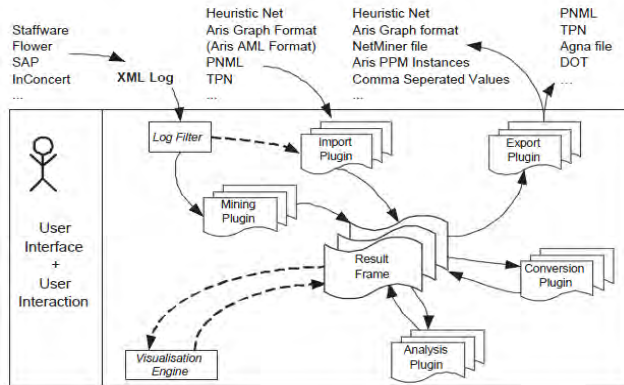 Staffware
Flower
SAP
InConcert
...
XML Log
Heuristic Net
Aris Graph Format
(Aris AML Format)
PNML
TPN
...
Heuristic Net
Aris Graph format
NetMiner file
Aris PPM Instances
Comma Seperated Values
...
PNML
TPN
Agna file
DOT
...
User
Interface
+
User
Interaction
Log Filter
Import
Plugin
Export
Plugin
Mining
Plugin
Result
Frame
Conversion
Plugin
Visualisation
Engine
Analysis
Plugin